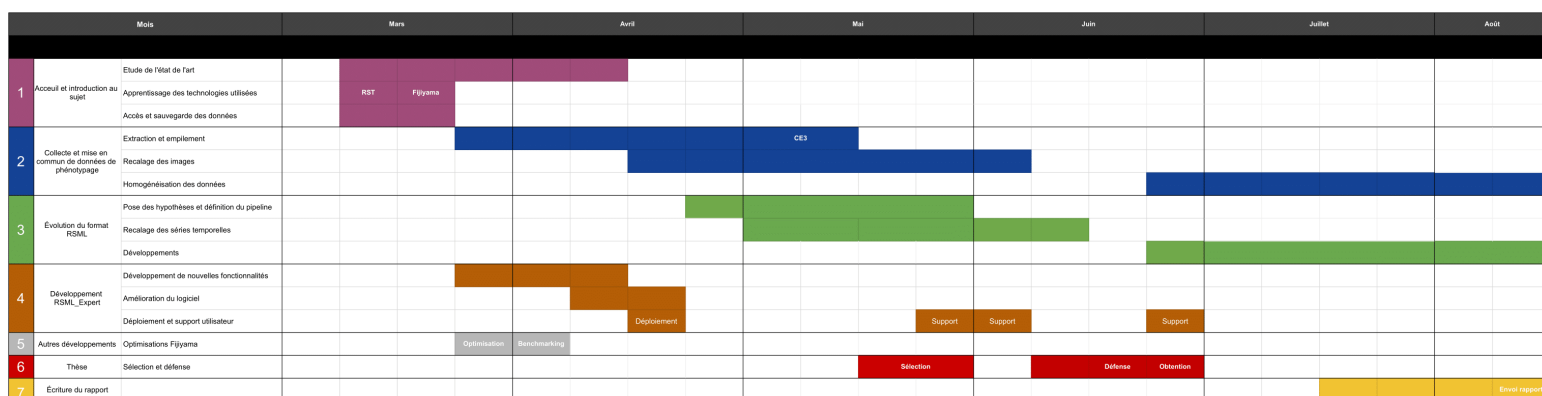 Mois Mars Avril Mai Juin Juillet Août
1 Acceuil et introduction au
sujet
Etude de l'état de l'art
Apprentissage des technologies utilisées RST Fijiyama
Accès et sauvegarde des données
2 Collecte et mise en
commun de données de
phénotypage
Extraction et empilement CE3
Recalage des images
Homogénéisation des données
3 Évolution du format
RSML
Pose des hypothèses et définition du pipeline
Recalage des séries temporelles
Développements
4 Développement
RSML_Expert
Développement de nouvelles fonctionnalités
Amélioration du logiciel
Déploiement et support utilisateur Déploiement Support Support Support
5 Autres développements Optimisations Fijiyama Optimisation Benchmarking
6 Thèse Sélection et défense Sélection Défense Obtention
7 Écriture du rapport Envoi rapport